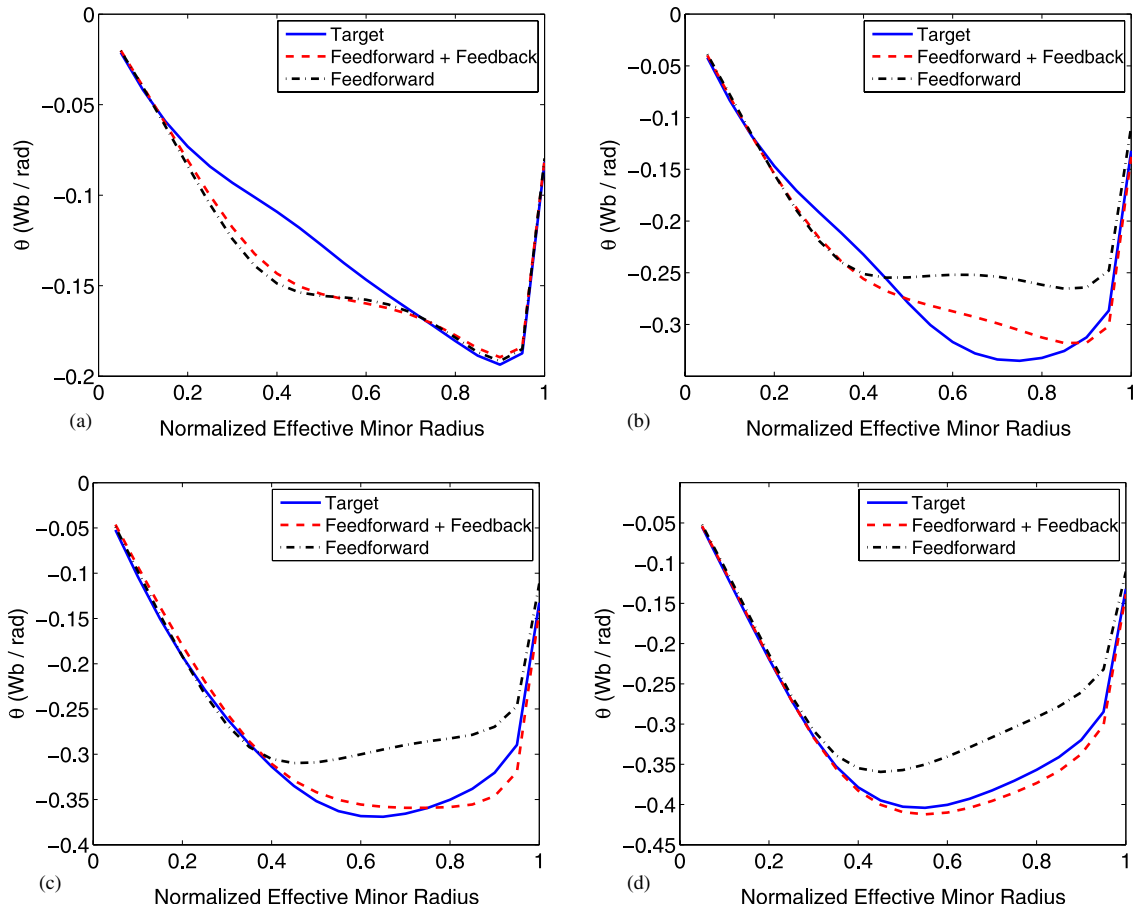 0
−0.05
−0.1
−0.15
−0.2
θ (Wb / rad)
Target
Feedforward + Feedback
Feedforward
0 0.2 0.4 0.6 0.8 1
(a)
Normalized Effective Minor Radius
0
−0.05
−0.1
−0.15
−0.2
−0.25
−0.3
θ (Wb / rad)
Target
Feedforward + Feedback
Feedforward
0 0.2 0.4 0.6 0.8 1
(b)
Normalized Effective Minor Radius
0
−0.05
−0.1
−0.15
−0.2
−0.25
−0.3
−0.35
−0.4
θ (Wb / rad)
Target
Feedforward + Feedback
Feedforward
0 0.2 0.4 0.6 0.8 1
(c)
Normalized Effective Minor Radius
−0.05
−0.1
−0.15
−0.2
−0.25
−0.3
−0.35
−0.4
−0.45
θ (Wb / rad)
Target
Feedforward + Feedback
Feedforward
0 0.2 0.4 0.6 0.8 1
(d)
Normalized Effective Minor Radius